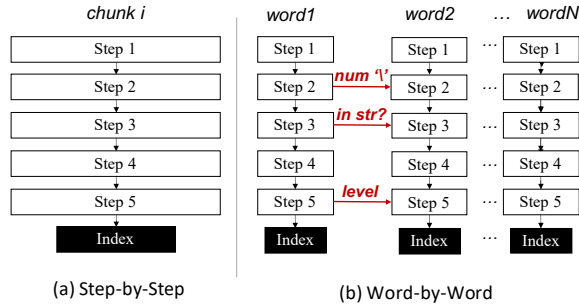 chunk i
Step 1
Step 2
Step 3
Step 4
Step 5
Index
(a) Step-by-Step
word1 word2 ... wordN
Step 1 Step 1 ... Step 1
num '\'
Step 2 Step 2 ... Step 2
in str?
Step 3 Step 3 ... Step 3
Step 4 Step 4 ... Step 4
level
Step 5 Step 5 ... Step 5
Index Index ... Index
(b) Word-by-Word